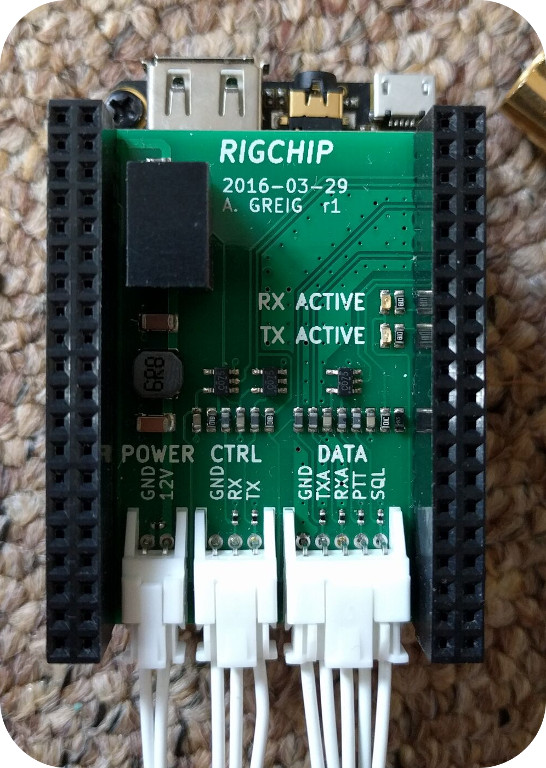 RIGCHIP
2016-03-29
A. GREIG r1
RX ACTIVE
TX ACTIVE
6R8
R POWER CTRL DATA
GND 12V GND RX TX GND TXA RXA PTT SQL